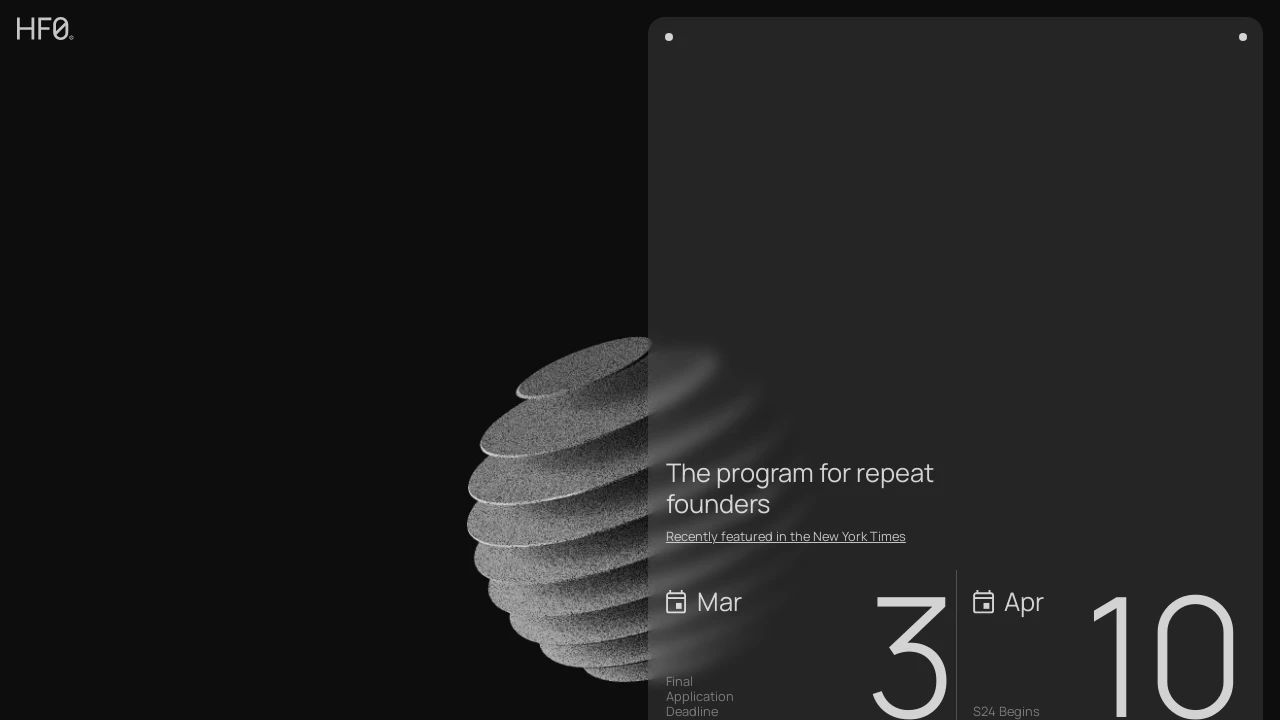 HF0®
The program for repeat
founders
Recently featured in the New York Times
Mar
3
Final
Application
Deadline
Apr
10
S24 Begins